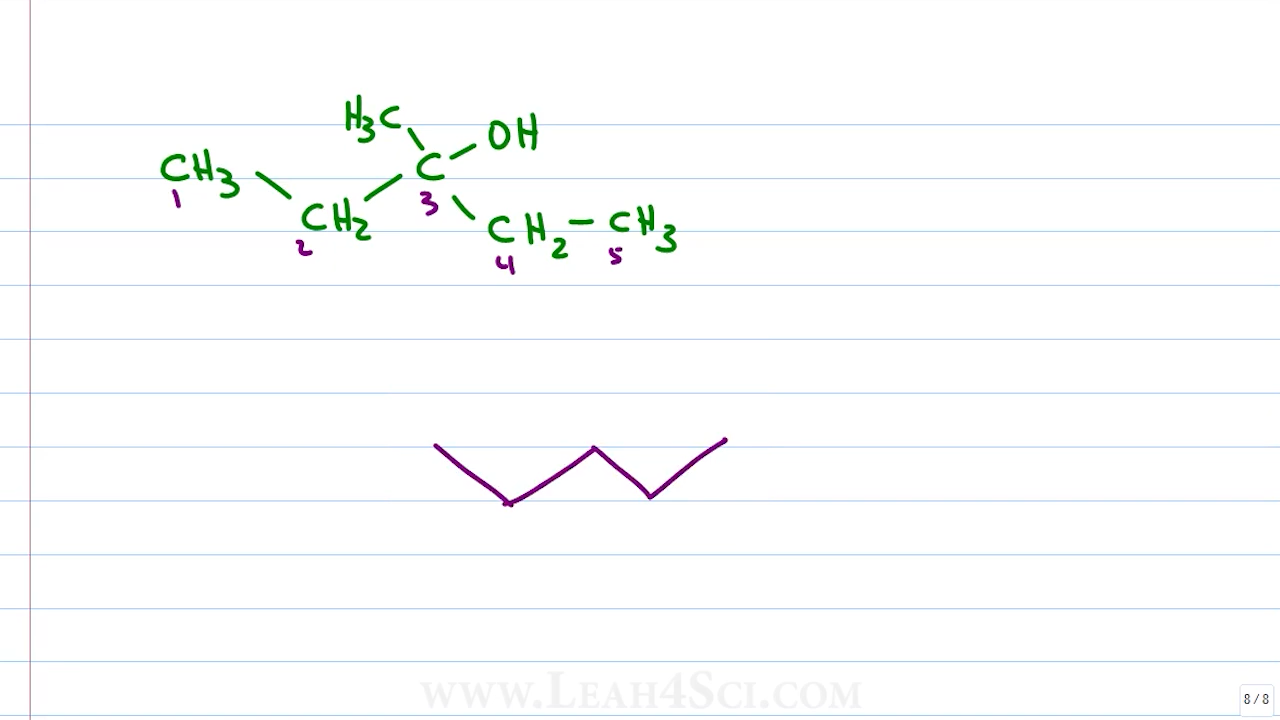 H3C
OH
CH3
C
1
3
CH2
CH2 - CH3
2
4
5
www.Leah4Sci.com
8 / 8